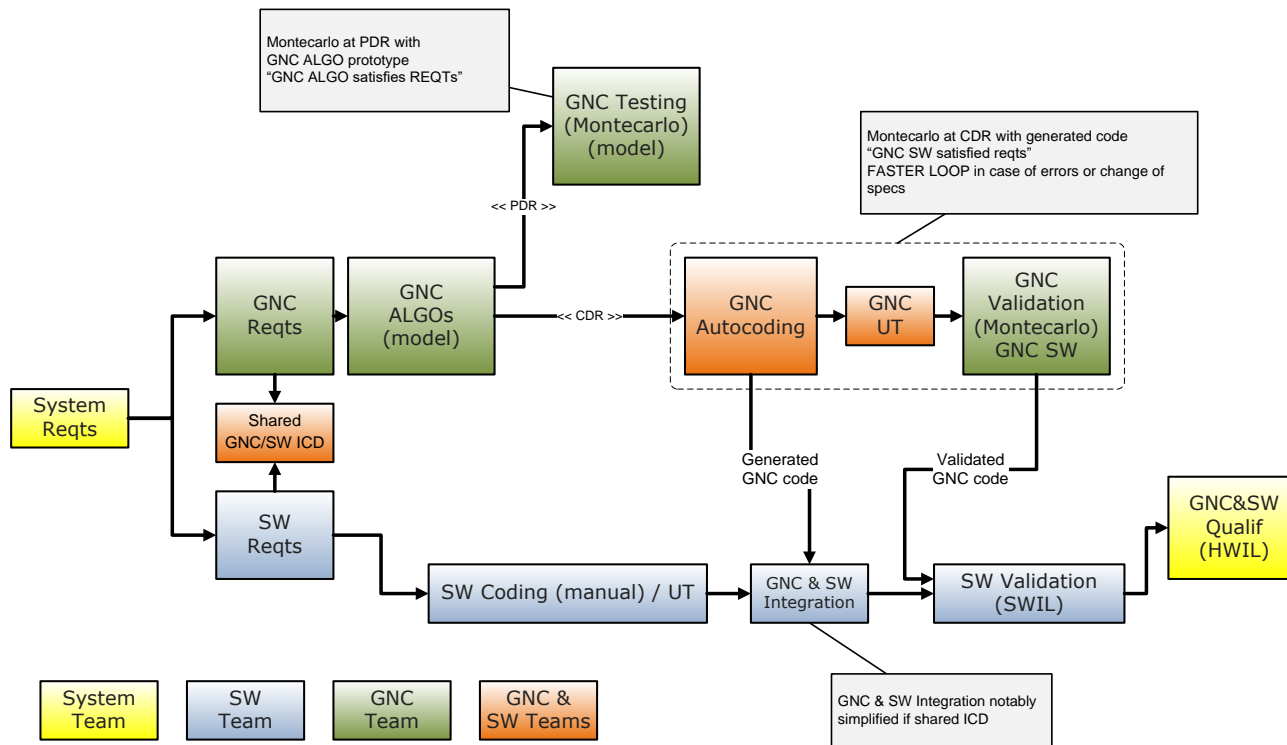 Montecarlo at PDR with
GNC ALGO prototype
“GNC ALGO satisfies REQTs”
GNC Testing
(Montecarlo)
(model)
Montecarlo at CDR with generated code
“GNC SW satisfied reqts”
FASTER LOOP in case of errors or change of
specs
<< PDR >>
GNC
Reqts
GNC
ALGOs
(model)
<< CDR >>
GNC
Autocoding
GNC
UT
GNC
Validation
(Montecarlo)
GNC SW
System
Reqts
Shared
GNC/SW ICD
Generated
GNC code
Validated
GNC code
SW
Reqts
GNC&SW
Qualif
(HWIL)
SW Coding (manual) / UT
GNC & SW
Integration
SW Validation
(SWIL)
System
Team
SW
Team
GNC
Team
GNC &
SW Teams
GNC & SW Integration notably
simplified if shared ICD